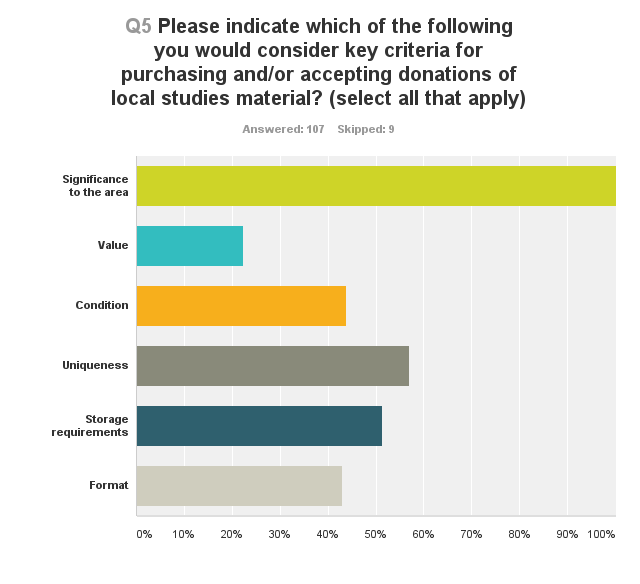 Q5 Please indicate which of the following
you would consider key criteria for
purchasing and/or accepting donations of
local studies material? (select all that apply)
Answered: 107 Skipped: 9
Significance
to the area
Value
Condition
Uniqueness
Storage
requirements
Format
0% 10% 20% 30% 40% 50% 60% 70% 80% 90% 100%